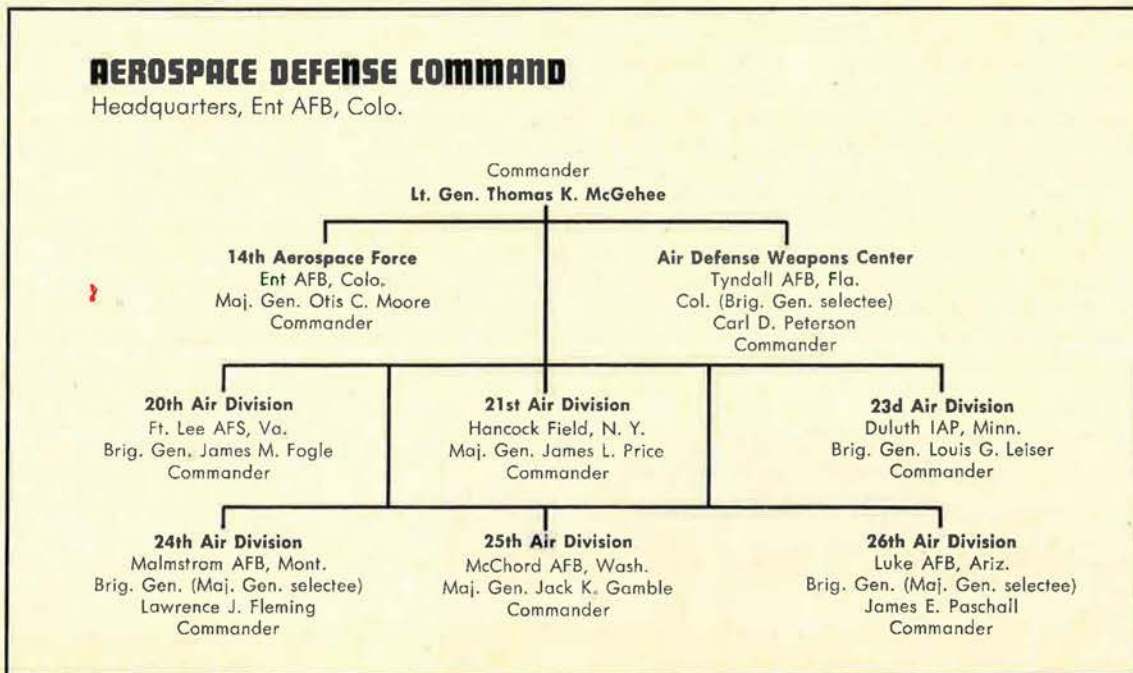 AEROSPACE DEFENSE COMMAND
Headquarters, Ent AFB, Colo.
Commander
Lt. Gen. Thomas K. McGehee
14th Aerospace Force
Ent AFB, Colo.
Maj. Gen. Otis C. Moore
Commander
Air Defense Weapons Center
Tyndall AFB, Fla.
Col. (Brig. Gen. selectee)
Carl D. Peterson
Commander
20th Air Division
Ft. Lee AFS, Va.
Brig. Gen. James M. Fogle
Commander
21st Air Division
Hancock Field, N. Y.
Maj. Gen. James L. Price
Commander
23d Air Division
Duluth IAP, Minn.
Brig. Gen. Louis G. Leiser
Commander
24th Air Division
Malmstrom AFB, Mont.
Brig. Gen. (Maj. Gen. selectee)
Lawrence J. Fleming
Commander
25th Air Division
McChord AFB, Wash.
Maj. Gen. Jack K. Gamble
Commander
26th Air Division
Luke AFB, Ariz.
Brig. Gen. (Maj. Gen. selectee)
James E. Paschall
Commander